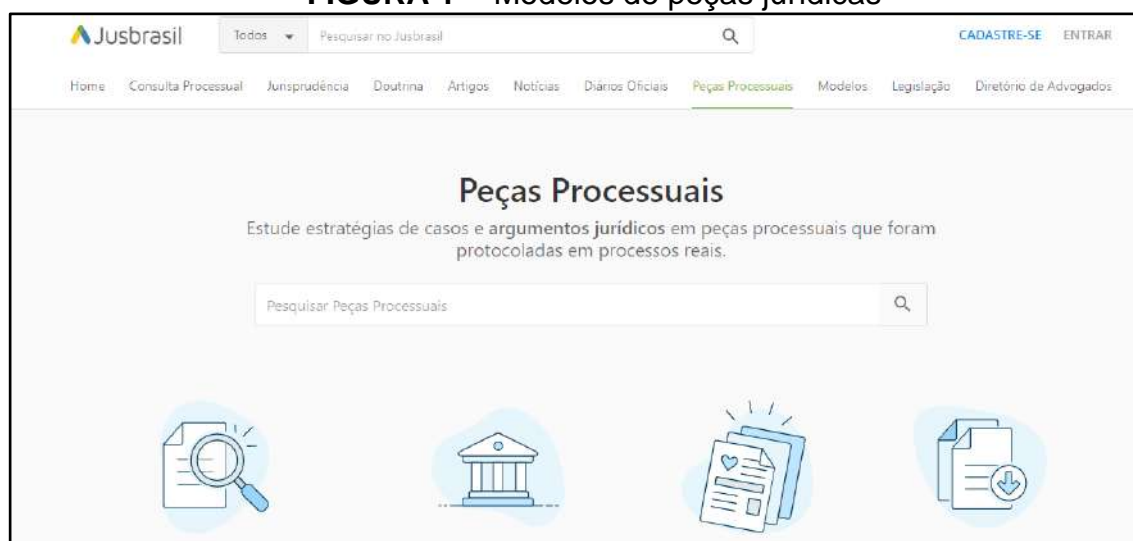 FIGURA 1 – Modelos de peças jurídicas
Jusbrasil Todos Pesquisar no Jusbrasil CADASTRE-SE ENTRAR
Home Consulta Processual Jurisprudência Doutrina Artigos Notícias Diários Oficiais Peças Processuais Modelos Legislação Diretório de Advogados
Peças Processuais
Estude estratégias de casos e argumentos jurídicos em peças processuais que foram
protocoladas em processos reais.
Pesquisar Peças Processuais